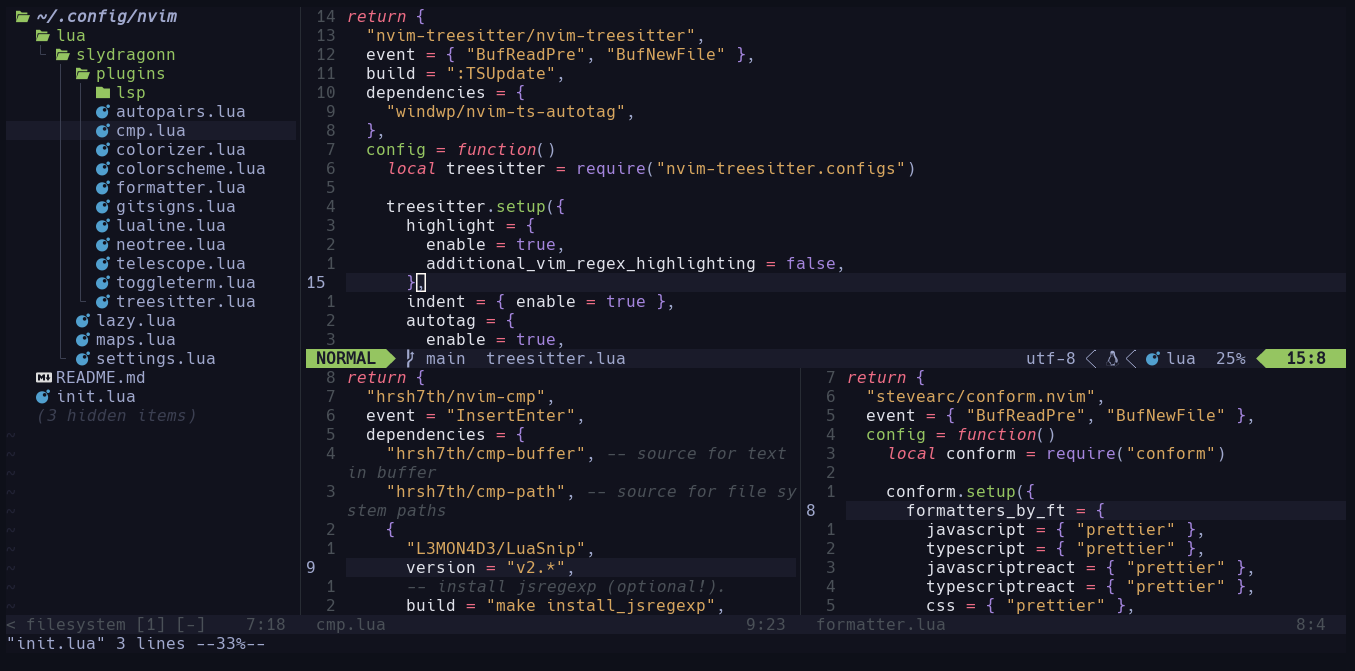 ~/.config/nvim
lua
slydragonn
plugins
lsp
autopairs.lua
cmp.lua
colorizer.lua
colorscheme.lua
formatter.lua
gitsigns.lua
lualine.lua
neotree.lua
telescope.lua
toggleterm.lua
treesitter.lua
lazy.lua
maps.lua
settings.lua
README.md
init.lua
(3 hidden items)
~
~
~
~
~
~
~
~
~
~
14 return {
13   "nvim-treesitter/nvim-treesitter",
12   event = { "BufReadPre", "BufNewFile" },
11   build = ":TSUpdate",
10   dependencies = {
9     "windwp/nvim-ts-autotag",
8   },
7   config = function()
6     local treesitter = require("nvim-treesitter.configs")
5
4     treesitter.setup({
3       highlight = {
2         enable = true,
1         additional_vim_regex_highlighting = false,
15       },
1       indent = { enable = true },
2       autotag = {
3         enable = true,
NORMAL main treesitter.lua utf-8 lua 25% 15:8
8 return {
7   "hrsh7th/nvim-cmp",
6   event = "InsertEnter",
5   dependencies = {
4     "hrsh7th/cmp-buffer", -- source for text
in buffer
3     "hrsh7th/cmp-path", -- source for file sy
stem paths
2     {
1       "L3MON4D3/LuaSnip",
9       version = "v2.*",
1       -- install jsregexp (optional!).
2       build = "make install_jsregexp",
7 return {
6   "stevearc/conform.nvim",
5   event = { "BufReadPre", "BufNewFile" },
4   config = function()
3     local conform = require("conform")
2
1     conform.setup({
8       formatters_by_ft = {
1         javascript = { "prettier" },
2         typescript = { "prettier" },
3         javascriptreact = { "prettier" },
4         typescriptreact = { "prettier" },
5         css = { "prettier" },
< filesystem [1] [-] 7:18 cmp.lua 9:23 formatter.lua 8:4
"init.lua" 3 lines --33%--